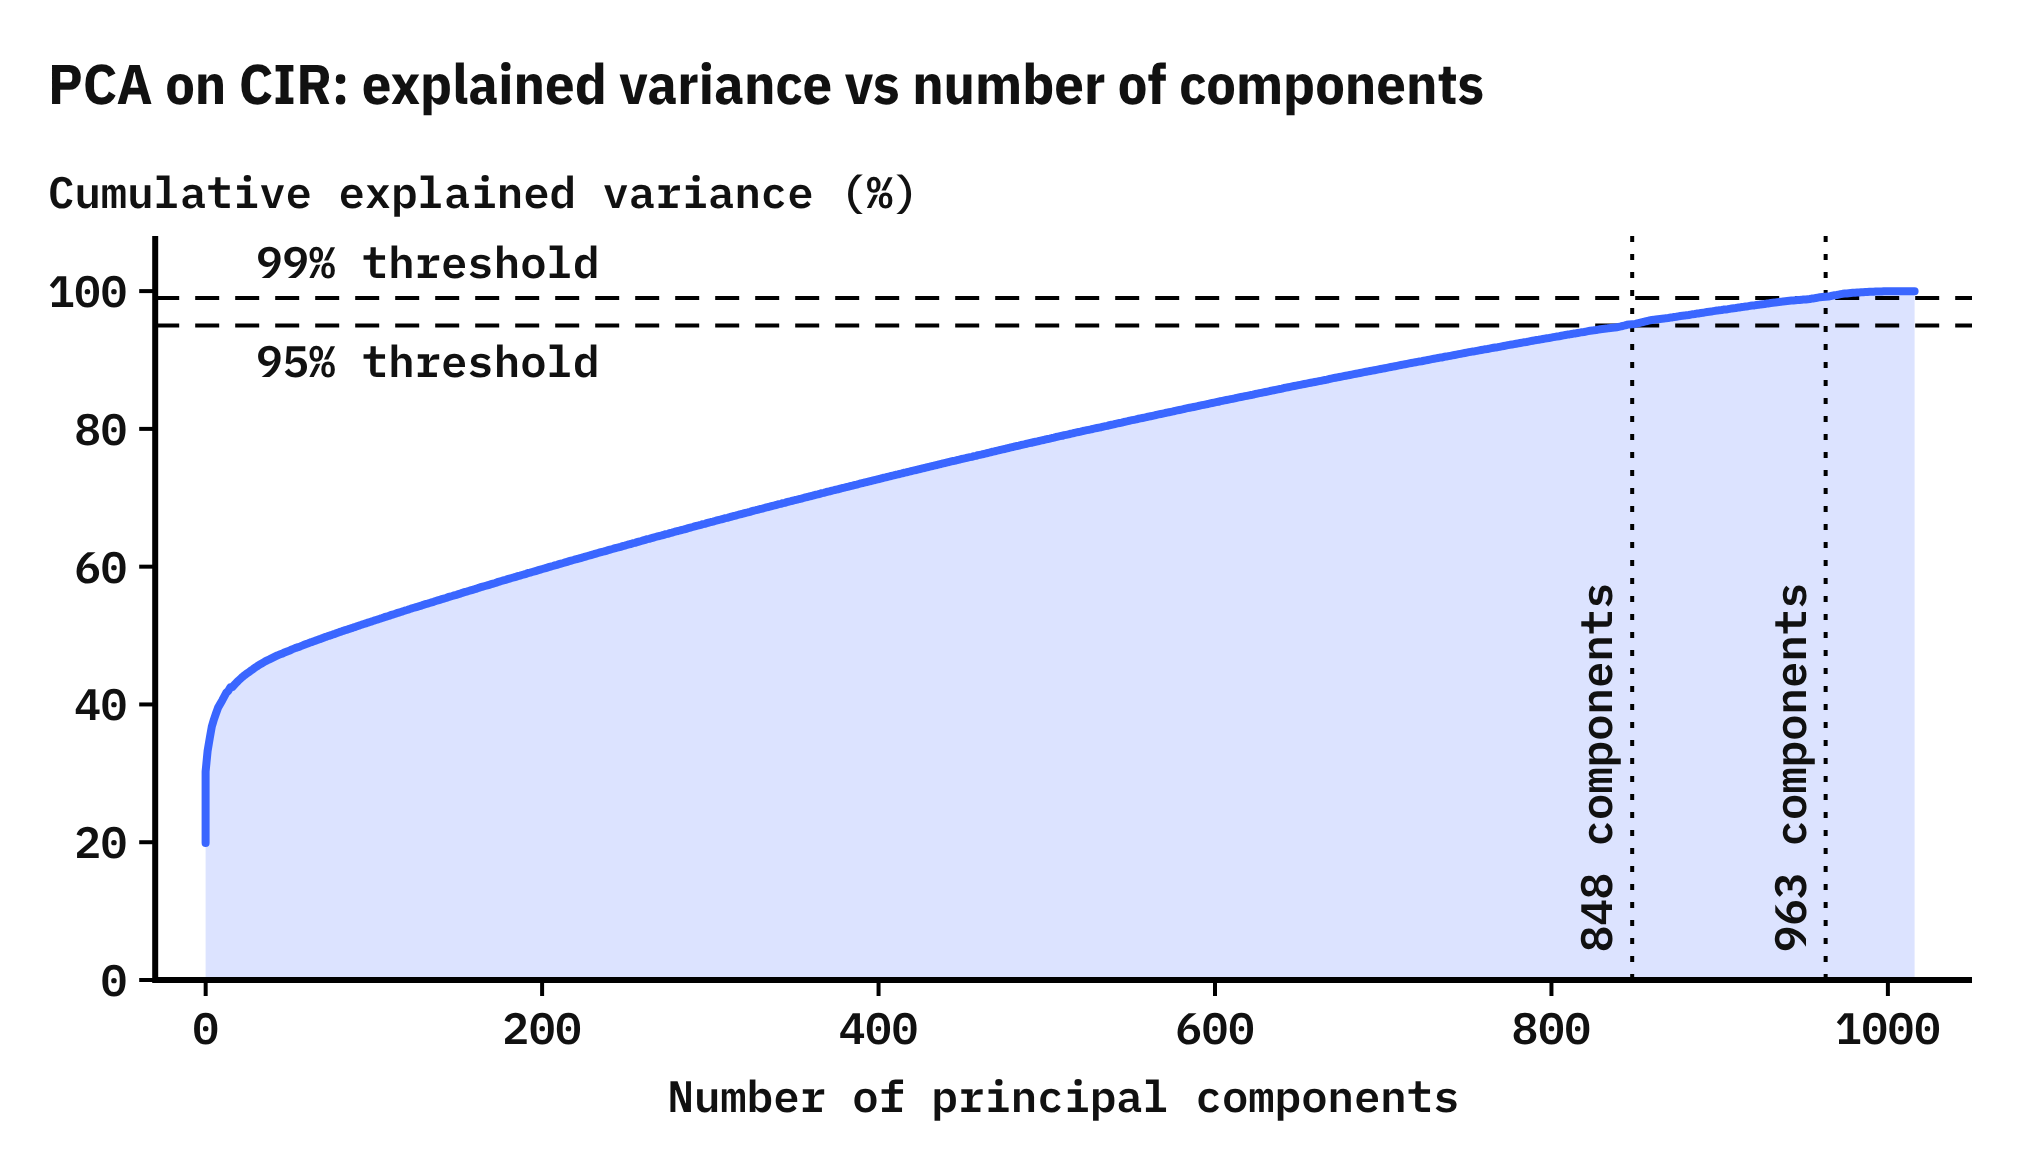 PCA on CIR: explained variance vs number of components
Cumulative explained variance (%)
99% threshold
100
95% threshold
80
60
40
20
0
848 components
963 components
0 200 400 600 800 1000
Number of principal components